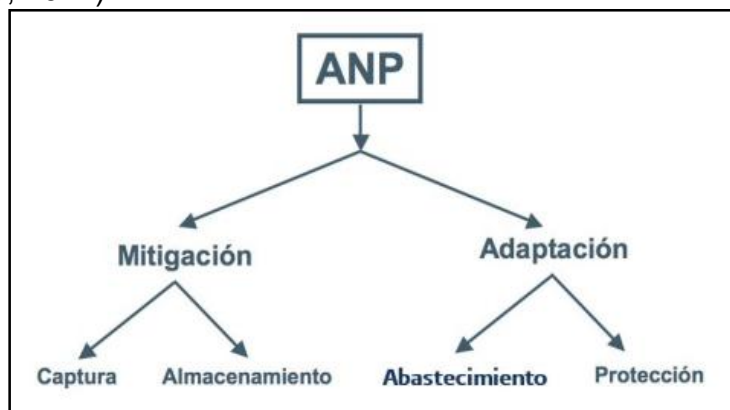 ANP
Mitigación Adaptación
Captura Almacenamiento Abastecimiento Protección